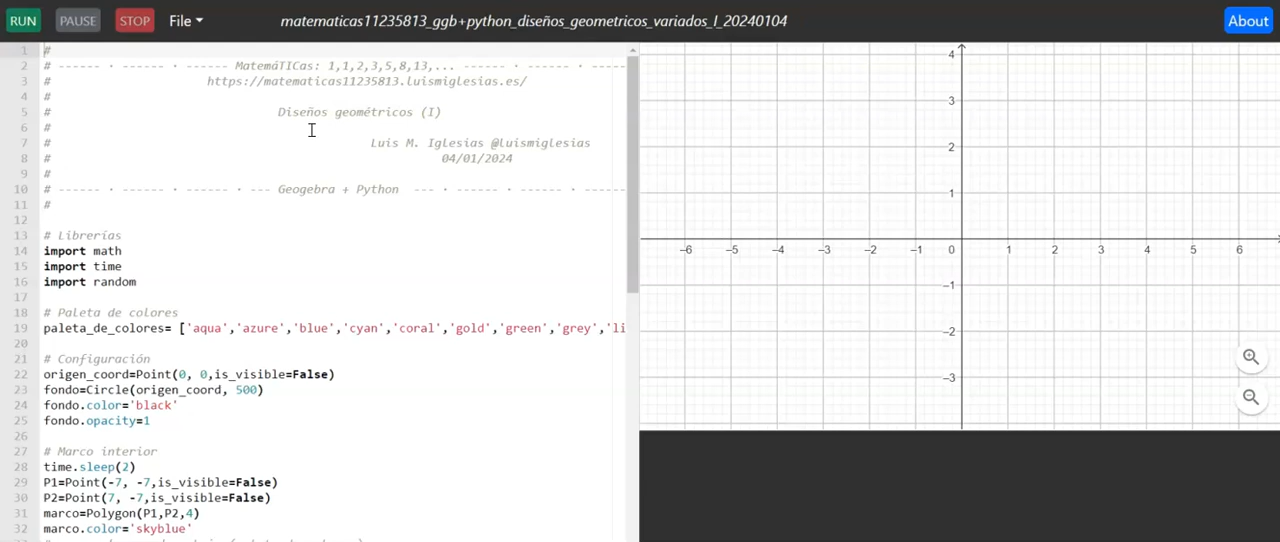 RUN PAUSE STOP File matematicas11235813_ggb+python_diseños_geometricos_variados_I_20240104 About
1 #
2 # ------ · ------ · ------ MatemáTICas: 1,1,2,3,5,8,13,... ------ · ------ · -----
3 # https://matematicas11235813.luismiglesias.es/
4 #
5 # Diseños geométricos (I)
6 #
7 # Luis M. Iglesias @luismiglesias
8 # 04/01/2024
9 #
10 # ------ · ------ · ------ · --- Geogebra + Python --- · ------ · ------ · -----
11 #
12
13 # Librerías
14 import math
15 import time
16 import random
17
18 # Paleta de colores
19 paleta_de_colores= ['aqua','azure','blue','cyan','coral','gold','green','grey','li
20
21 # Configuración
22 origen_coord=Point(0, 0,is_visible=False)
23 fondo=Circle(origen_coord, 500)
24 fondo.color='black'
25 fondo.opacity=1
26
27 # Marco interior
28 time.sleep(2)
29 P1=Point(-7, -7,is_visible=False)
30 P2=Point(7, -7,is_visible=False)
31 marco=Polygon(P1,P2,4)
32 marco.color='skyblue'
4
3
2
1
–6 –5 –4 –3 –2 –1 0 1 2 3 4 5 6
–1
–2
–3